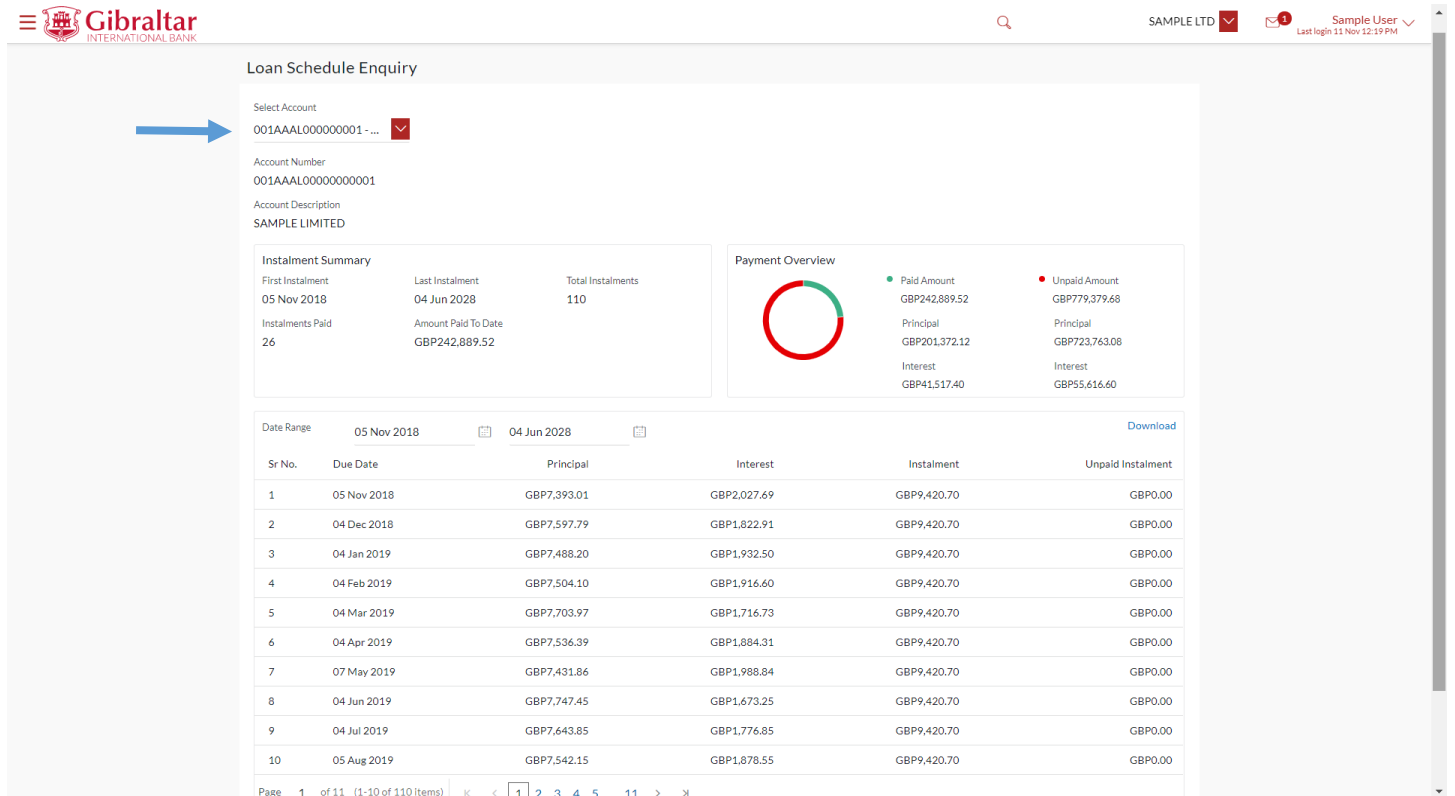 Gibraltar
INTERNATIONAL BANK
SAMPLE LTD
1
Sample User
Last login 11 Nov 12:19 PM
Loan Schedule Enquiry
Select Account
001AAAL000000001 - ...
Account Number
001AAAL00000000001
Account Description
SAMPLE LIMITED
Instalment Summary
First Instalment Last Instalment Total Instalments
05 Nov 2018 04 Jun 2028 110
Instalments Paid Amount Paid To Date
26 GBP242,889.52
Payment Overview
Paid Amount Unpaid Amount
GBP242,889.52 GBP779,379.68
Principal Principal
GBP201,372.12 GBP723,763.08
Interest Interest
GBP41,517.40 GBP55,616.60
Date Range 05 Nov 2018 04 Jun 2028 Download
Sr No. Due Date Principal Interest Instalment Unpaid Instalment
1 05 Nov 2018 GBP7,393.01 GBP2,027.69 GBP9,420.70 GBP0.00
2 04 Dec 2018 GBP7,597.79 GBP1,822.91 GBP9,420.70 GBP0.00
3 04 Jan 2019 GBP7,488.20 GBP1,932.50 GBP9,420.70 GBP0.00
4 04 Feb 2019 GBP7,504.10 GBP1,916.60 GBP9,420.70 GBP0.00
5 04 Mar 2019 GBP7,703.97 GBP1,716.73 GBP9,420.70 GBP0.00
6 04 Apr 2019 GBP7,536.39 GBP1,884.31 GBP9,420.70 GBP0.00
7 07 May 2019 GBP7,431.86 GBP1,988.84 GBP9,420.70 GBP0.00
8 04 Jun 2019 GBP7,747.45 GBP1,673.25 GBP9,420.70 GBP0.00
9 04 Jul 2019 GBP7,643.85 GBP1,776.85 GBP9,420.70 GBP0.00
10 05 Aug 2019 GBP7,542.15 GBP1,878.55 GBP9,420.70 GBP0.00
Page 1 of 11 (1-10 of 110 items) 1 2 3 4 5 11